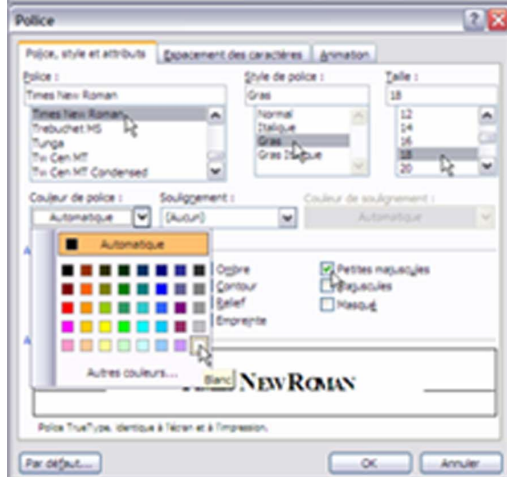 Police
Police, style et attributs Espacement des caractères Animation
Police : Style de police : Taille :
Times New Roman Gras 18
Times New Roman Normal 12
Trebuchet MS Italique 14
Tunga Gras 16
Tw Cen MT Gras Italique 18
Tw Cen MT Condensed 20
Couleur de police : Soulignement : Couleur de soulignement :
Automatique (Aucun) Automatique
Automatique
Ombre Petites majuscules
Contour Majuscules
Relief Masqué
Empreinte
Autres couleurs... Blanc
NEW ROMAN
Police TrueType, identique à l'écran et à l'impression.
Par défaut... OK Annuler